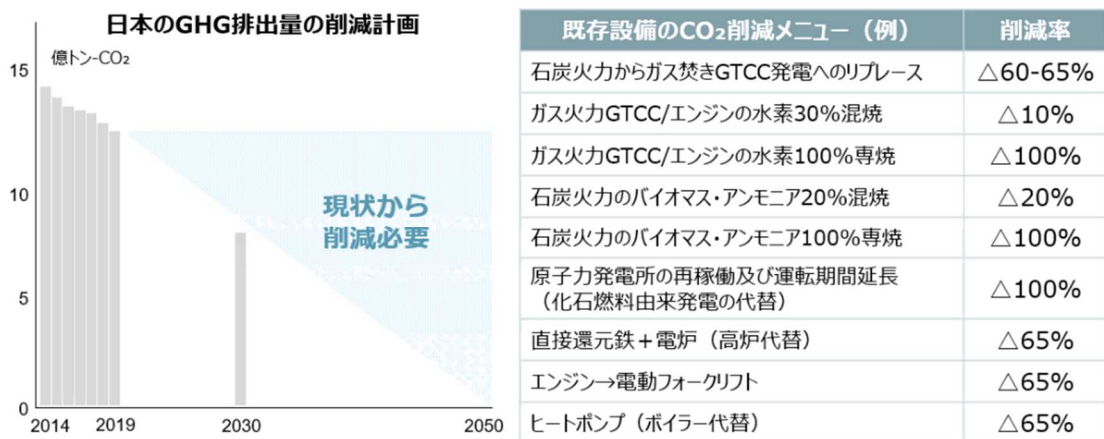 日本のGHG排出量の削減計画
億トン-CO₂
15
10
5
0
2014
2019
2030
2050
現状から
削減必要
既存設備のCO₂削減メニュー（例）
削減率
石炭火力からガス焚きGTCC発電へのリプレース
△60-65%
ガス火力GTCC/エンジンの水素30%混焼
△10%
ガス火力GTCC/エンジンの水素100%専焼
△100%
石炭火力のバイオマス・アンモニア20%混焼
△20%
石炭火力のバイオマス・アンモニア100%専焼
△100%
原子力発電所の再稼働及び運転期間延長
（化石燃料由来発電の代替）
△100%
直接還元鉄＋電炉（高炉代替）
△65%
エンジン→電動フォークリフト
△65%
ヒートポンプ（ボイラー代替）
△65%